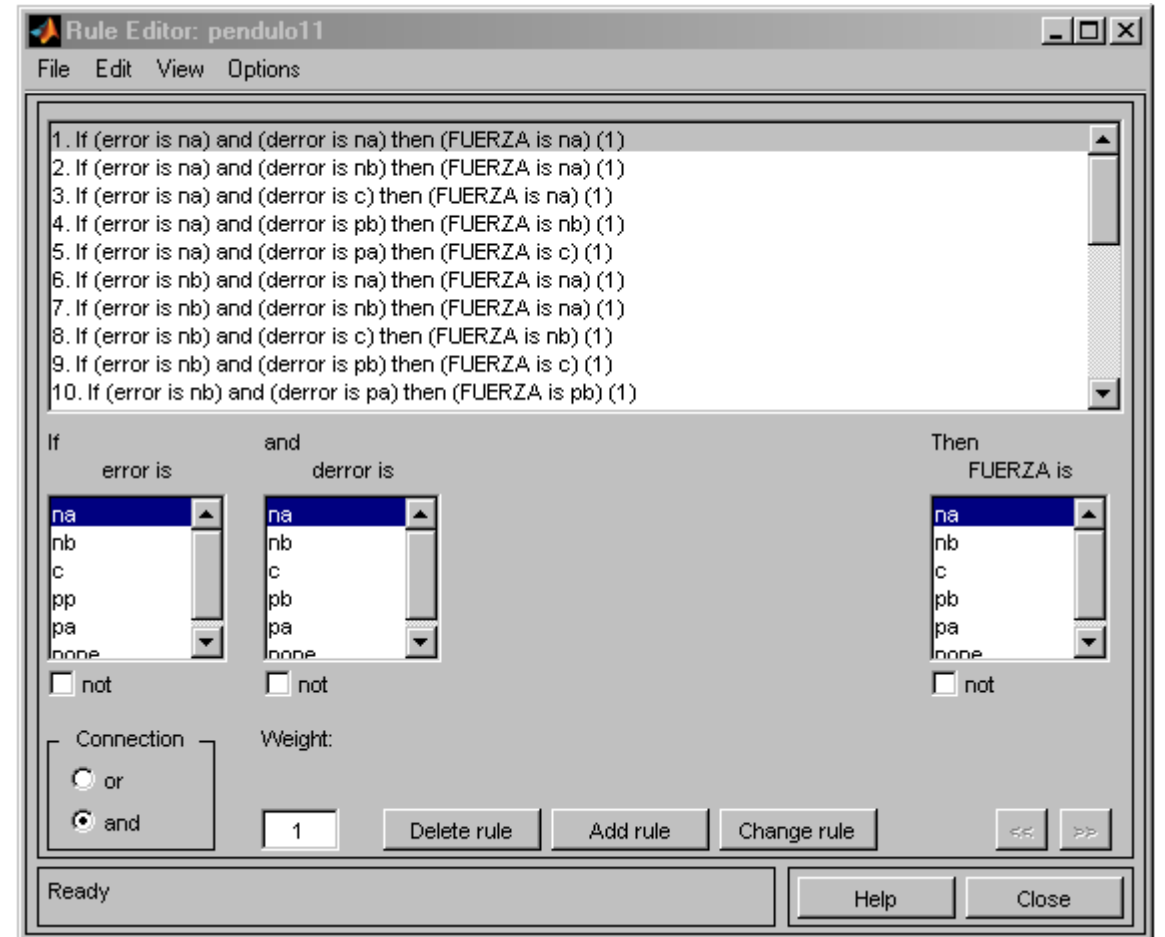 Rule Editor: pendulo11
File Edit View Options
1. If (error is na) and (derror is na) then (FUERZA is na) (1)
2. If (error is na) and (derror is nb) then (FUERZA is na) (1)
3. If (error is na) and (derror is c) then (FUERZA is na) (1)
4. If (error is na) and (derror is pb) then (FUERZA is nb) (1)
5. If (error is na) and (derror is pa) then (FUERZA is c) (1)
6. If (error is nb) and (derror is na) then (FUERZA is na) (1)
7. If (error is nb) and (derror is nb) then (FUERZA is na) (1)
8. If (error is nb) and (derror is c) then (FUERZA is nb) (1)
9. If (error is nb) and (derror is pb) then (FUERZA is c) (1)
10. If (error is nb) and (derror is pa) then (FUERZA is pb) (1)
If and Then
error is derror is FUERZA is
na na na
nb nb nb
c c c
pp pb pb
pa pa pa
none none none
not not not
Connection Weight:
or
and 1 Delete rule Add rule Change rule << >>
Ready Help Close